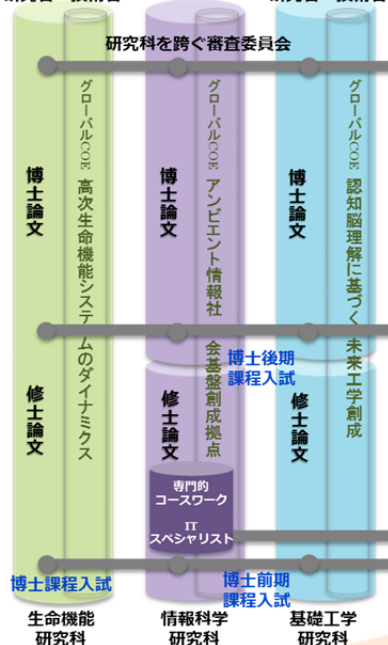 研究科を跨ぐ審査委員会
グローバルCOE 高次生命機能システムのダイナミクス
博士論文
修士論文
グローバルCOE アンビエント情報社会基盤創成拠点
博士論文
修士論文
グローバルCOE 認知脳理解に基づく未来工学創成
博士論文
修士論文
博士後期
課程入試
専門的
コースワーク
IT
スペシャリスト
博士課程入試
博士前期
課程入試
生命機能
研究科
情報科学
研究科
基礎工学
研究科